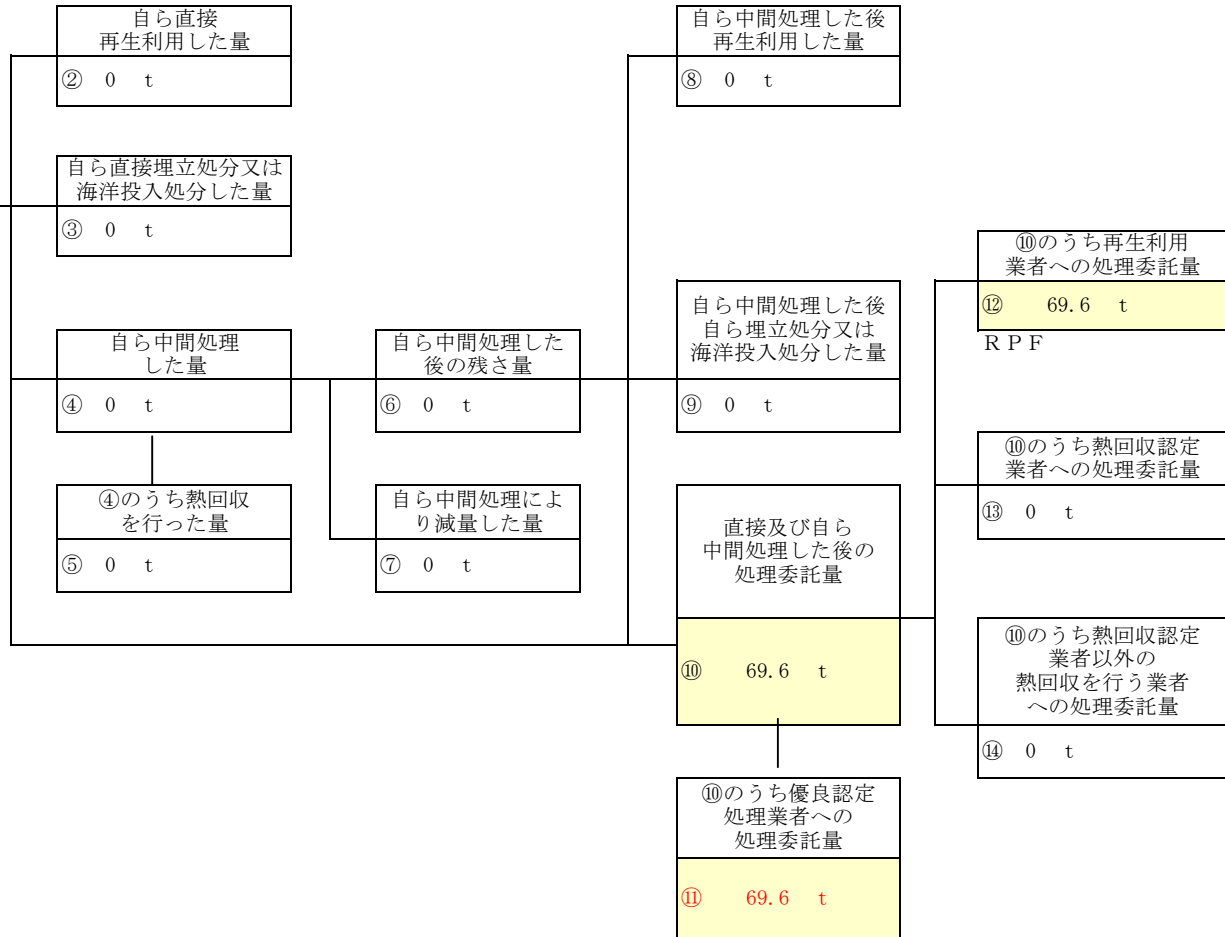 自ら直接
再生利用した量
② 0 t
自ら直接埋立処分又は
海洋投入処分した量
③ 0 t
自ら中間処理
した量
④ 0 t
④のうち熱回収
を行った量
⑤ 0 t
自ら中間処理した
後の残さ量
⑥ 0 t
自ら中間処理によ
り減量した量
⑦ 0 t
自ら中間処理した後
再生利用した量
⑧ 0 t
自ら中間処理した後
自ら埋立処分又は
海洋投入処分した量
⑨ 0 t
直接及び自ら
中間処理した後の
処理委託量
⑩ 69.6 t
⑩のうち優良認定
処理業者への
処理委託量
⑪ 69.6 t
⑩のうち再生利用
業者への処理委託量
⑫ 69.6 t
ＲＰＦ
⑩のうち熱回収認定
業者への処理委託量
⑬ 0 t
⑩のうち熱回収認定
業者以外の
熱回収を行う業者
への処理委託量
⑭ 0 t